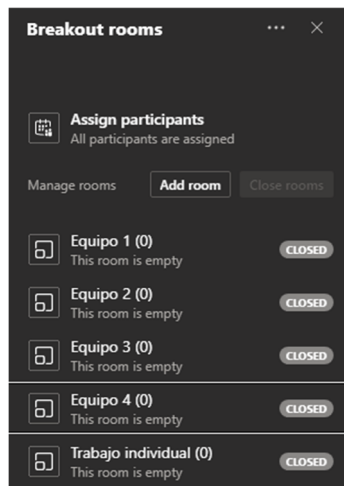 Breakout rooms
Assign participants
All participants are assigned
Manage rooms Add room Close rooms
Equipo 1 (0)
This room is empty
CLOSED
Equipo 2 (0)
This room is empty
CLOSED
Equipo 3 (0)
This room is empty
CLOSED
Equipo 4 (0)
This room is empty
CLOSED
Trabajo individual (0)
This room is empty
CLOSED